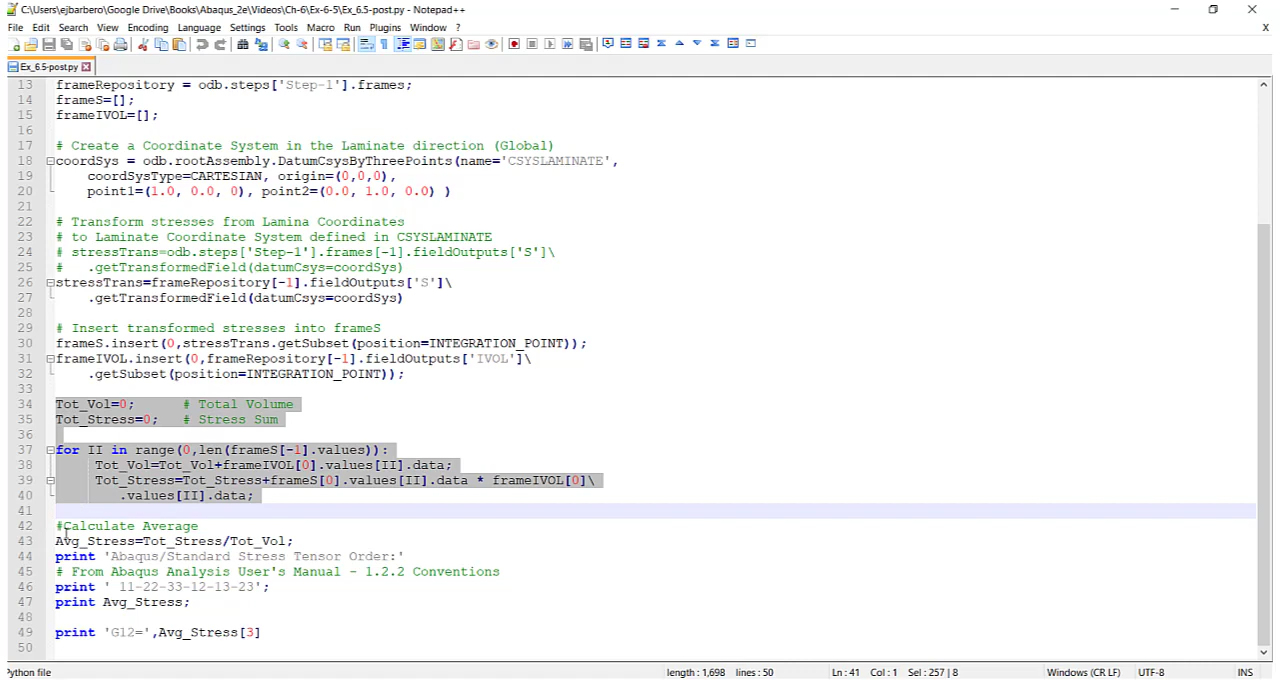 C:\Users\ejbarbero\Google Drive\Books\Abaqus_2e\Videos\Ch-6\Ex-6-5\Ex_6.5-post.py - Notepad++
File Edit Search View Encoding Language Settings Tools Macro Run Plugins Window ? X
Ex_6.5-post.py
13 frameRepository = odb.steps['Step-1'].frames;
14 frameS=[];
15 frameIVOL=[];
16
17 # Create a Coordinate System in the Laminate direction (Global)
18 coordSys = odb.rootAssembly.DatumCsysByThreePoints(name='CSYSLAMINATE',
19 coordSysType=CARTESIAN, origin=(0,0,0),
20 point1=(1.0, 0.0, 0), point2=(0.0, 1.0, 0.0) )
21
22 # Transform stresses from Lamina Coordinates
23 # to Laminate Coordinate System defined in CSYSLAMINATE
24 # stressTrans=odb.steps['Step-1'].frames[-1].fieldOutputs['S']\
25 # .getTransformedField(datumCsys=coordSys)
26 stressTrans=frameRepository[-1].fieldOutputs['S']\
27 .getTransformedField(datumCsys=coordSys)
28
29 # Insert transformed stresses into frameS
30 frameS.insert(0,stressTrans.getSubset(position=INTEGRATION_POINT));
31 frameIVOL.insert(0,frameRepository[-1].fieldOutputs['IVOL']\
32 .getSubset(position=INTEGRATION_POINT));
33
34 Tot_Vol=0; # Total Volume
35 Tot_Stress=0; # Stress Sum
36
37 for II in range(0,len(frameS[-1].values)):
38 Tot_Vol=Tot_Vol+frameIVOL[0].values[II].data;
39 Tot_Stress=Tot_Stress+frameS[0].values[II].data * frameIVOL[0]\
40 .values[II].data;
41
42 #Calculate Average
43 Avg_Stress=Tot_Stress/Tot_Vol;
44 print 'Abaqus/Standard Stress Tensor Order:'
45 # From Abaqus Analysis User's Manual - 1.2.2 Conventions
46 print ' 11-22-33-12-13-23';
47 print Avg_Stress;
48
49 print 'G12=',Avg_Stress[3]
50
Python file length : 1,698 lines : 50 Ln : 41 Col : 1 Sel : 257 | 8 Windows (CR LF) UTF-8 INS